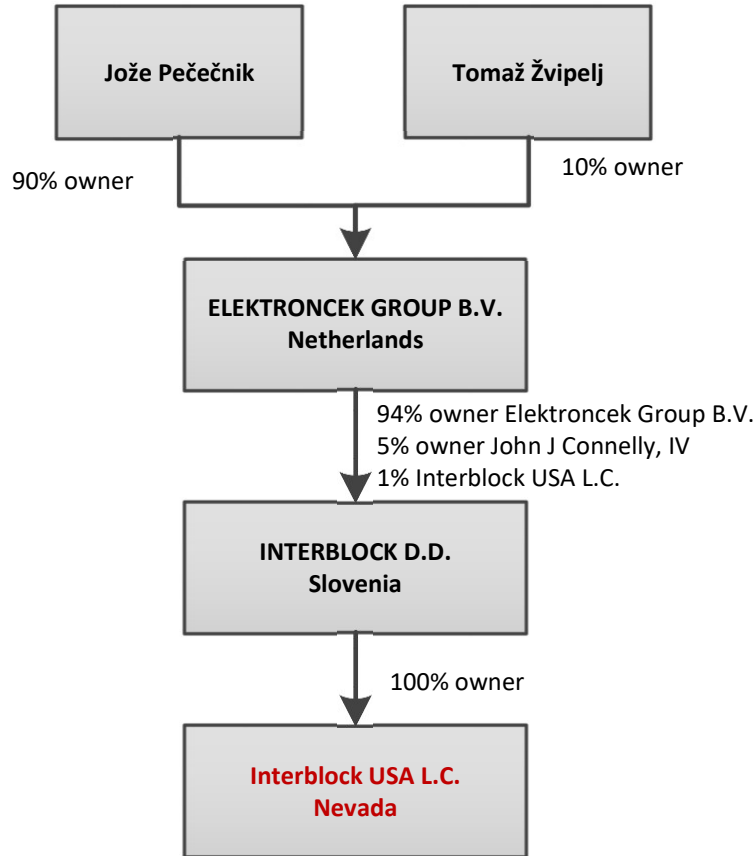 Jože Pečečnik
Tomaž Žvipelj
90% owner
10% owner
ELEKTRONCEK GROUP B.V.
Netherlands
94% owner Elektroncek Group B.V.
5% owner John J Connelly, IV
1% Interblock USA L.C.
INTERBLOCK D.D.
Slovenia
100% owner
Interblock USA L.C.
Nevada